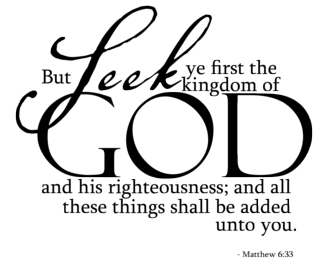 But Seek ye first the
kingdom of
GOD
and his righteousness; and all
these things shall be added
unto you.
- Matthew 6:33